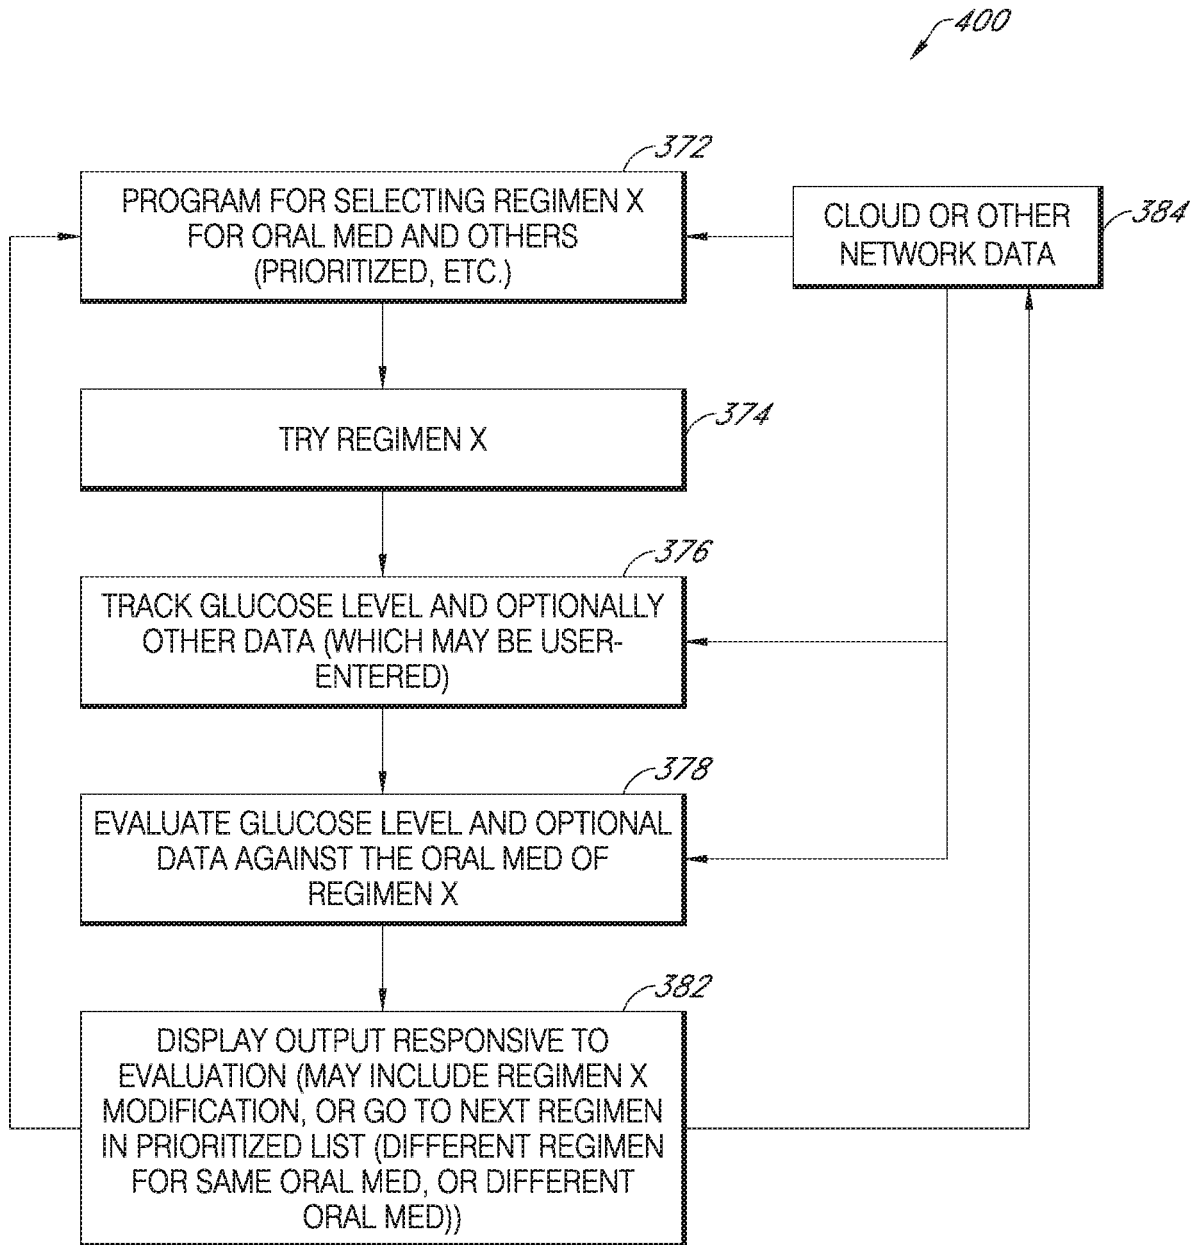 400
372
PROGRAM FOR SELECTING REGIMEN X
FOR ORAL MED AND OTHERS
(PRIORITIZED, ETC.)
CLOUD OR OTHER
NETWORK DATA
384
TRY REGIMEN X
374
376
TRACK GLUCOSE LEVEL AND OPTIONALLY
OTHER DATA (WHICH MAY BE USER-
ENTERED)
378
EVALUATE GLUCOSE LEVEL AND OPTIONAL
DATA AGAINST THE ORAL MED OF
REGIMEN X
382
DISPLAY OUTPUT RESPONSIVE TO
EVALUATION (MAY INCLUDE REGIMEN X
MODIFICATION, OR GO TO NEXT REGIMEN
IN PRIORITIZED LIST (DIFFERENT REGIMEN
FOR SAME ORAL MED, OR DIFFERENT
ORAL MED))